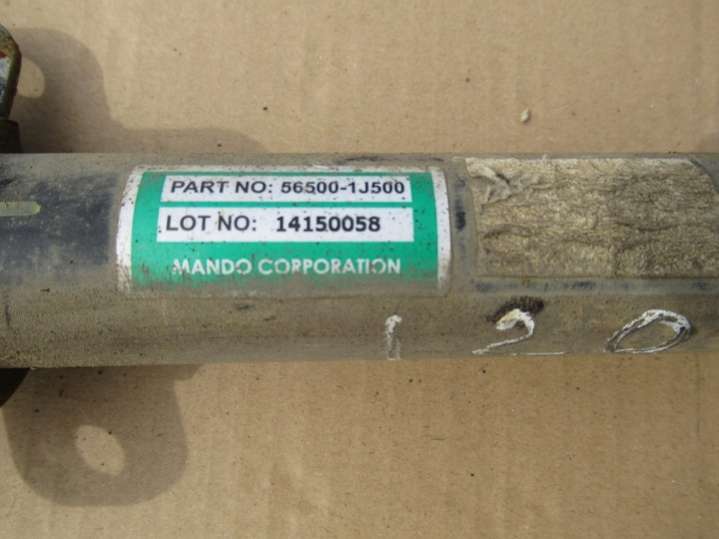 PART NO: 56500-1J500
LOT NO: 14150058
MANDO CORPORATION
120